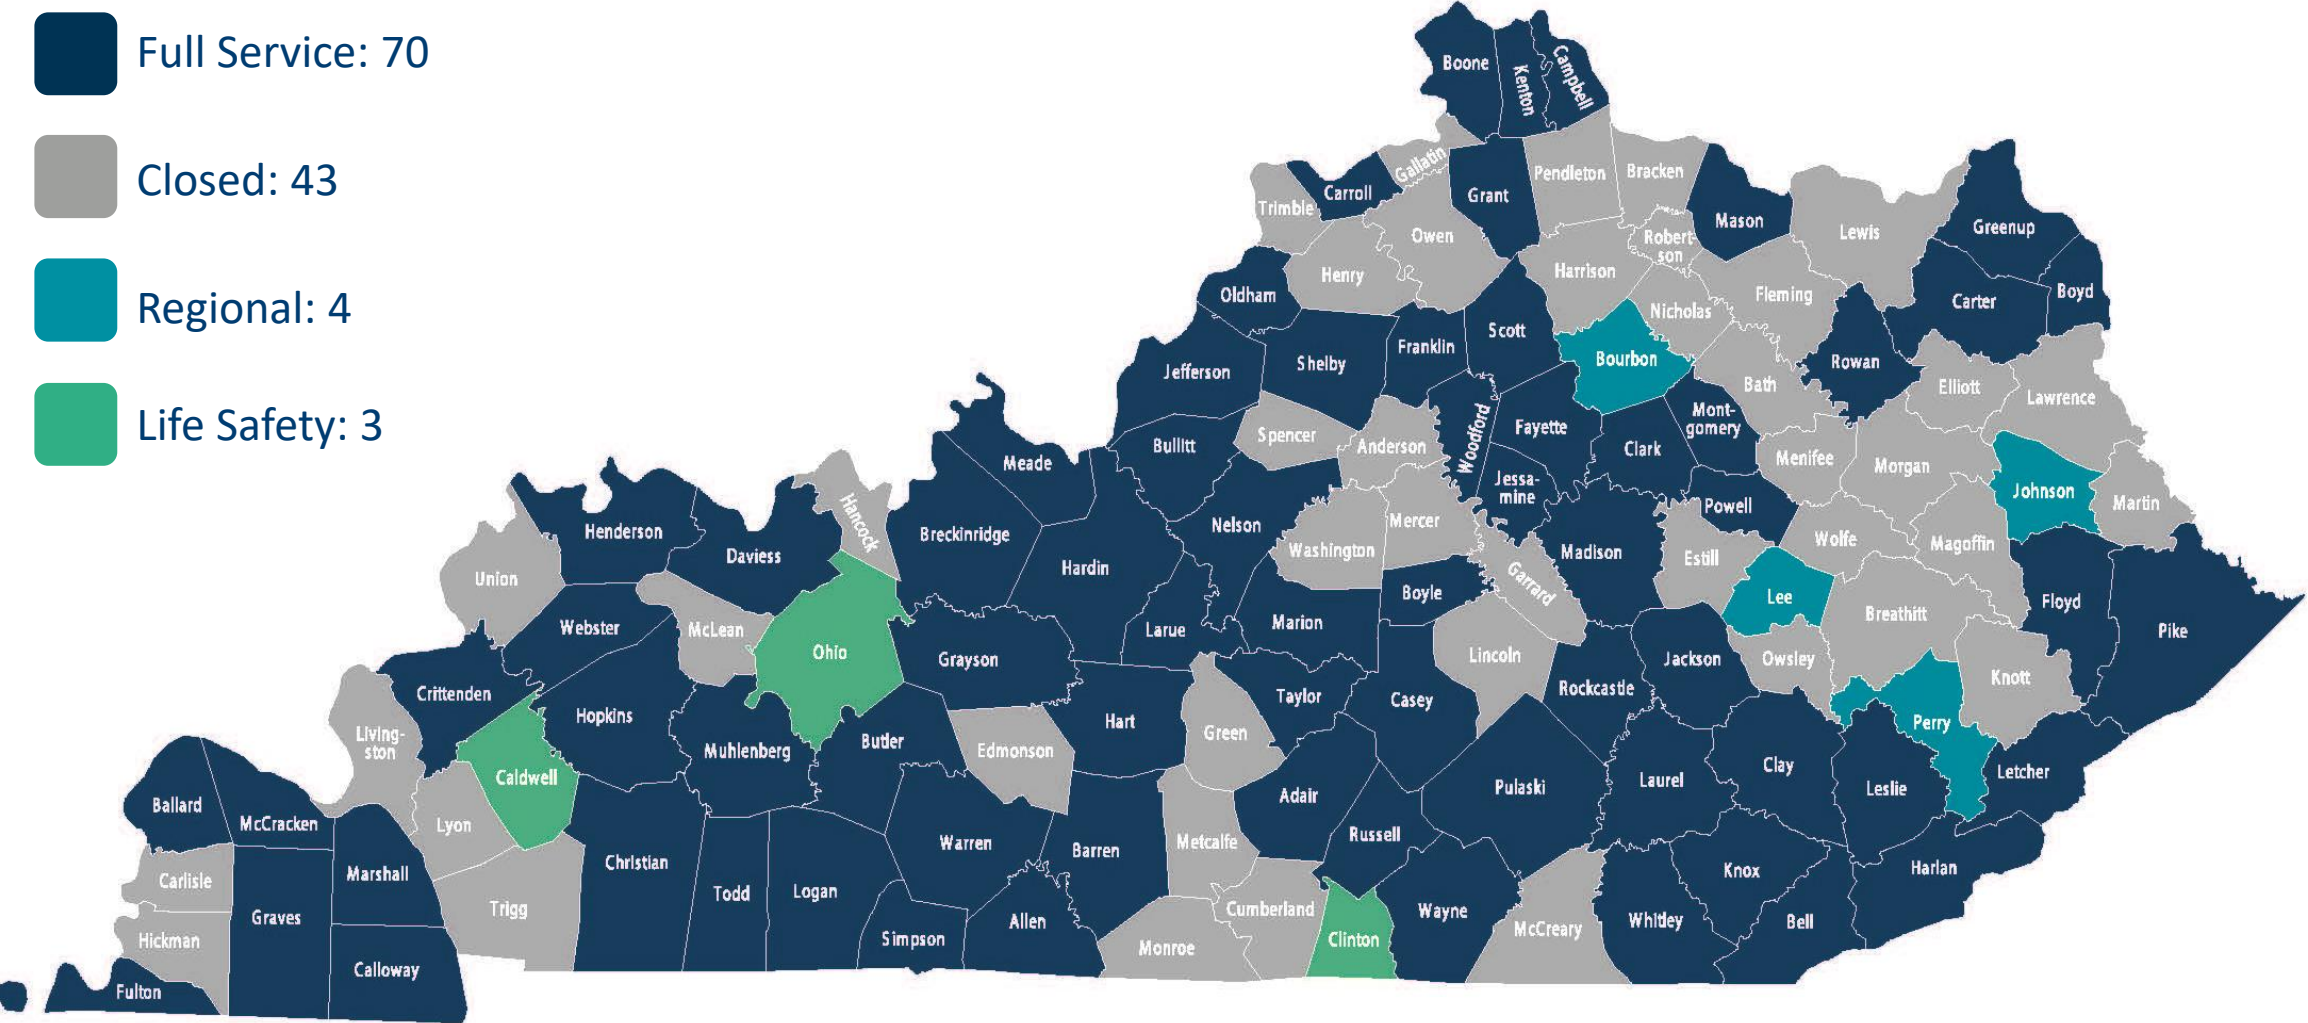 Full Service: 70
Closed: 43
Regional: 4
Life Safety: 3
Boone
Kenton
Campbell
Gallatin
Carroll
Trimble
Grant
Pendleton
Bracken
Mason
Robert-
son
Lewis
Greenup
Owen
Henry
Harrison
Oldham
Nicholas
Fleming
Carter
Boyd
Scott
Franklin
Shelby
Jefferson
Bourbon
Rowan
Bath
Elliott
Lawrence
Mont-
gomery
Woodford
Fayette
Spencer
Anderson
Bullitt
Clark
Meade
Menifee
Morgan
Jessa-
mine
Johnson
Martin
Hancock
Powell
Mercer
Nelson
Henderson
Breckinridge
Wolfe
Magoffin
Washington
Madison
Estill
Daviess
Hardin
Union
Garrard
Boyle
Lee
Floyd
Breathitt
Marion
Webster
McLean
Larue
Pike
Ohio
Grayson
Lincoln
Jackson
Owsley
Knott
Crittenden
Taylor
Casey
Rockcastle
Hopkins
Hart
Perry
Green
Living-
ston
Butler
Muhlenberg
Edmonson
Clay
Letcher
Caldwell
Laurel
Pulaski
Leslie
Adair
Ballard
McCracken
Lyon
Russell
Metcalfe
Warren
Barren
Christian
Knox
Harlan
Marshall
Carlisle
Todd
Logan
Trigg
Cumberland
Wayne
Graves
Allen
Whitley
Bell
McCreary
Simpson
Clinton
Hickman
Monroe
Calloway
Fulton